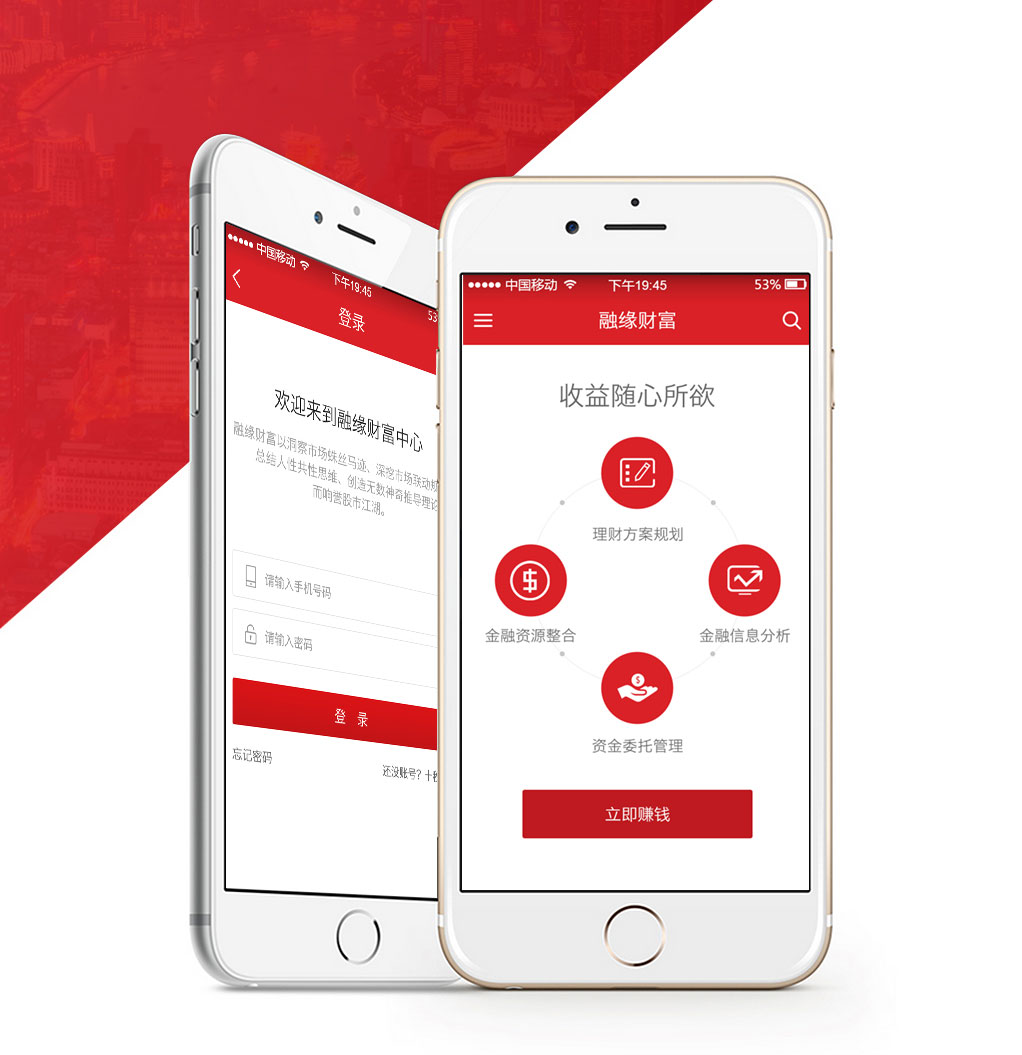 中国移动
下午19:45
53
登录
欢迎来到融缘财富中心
融缘财富以洞察市场蛛丝马迹、深挖市场联动
总结人性共性思维、创造无数神奇推导理论
而响誉股市江湖。
请输入手机号码
请输入密码
登 录
忘记密码
还没账号?十
中国移动
下午19:45
53%
融缘财富
收益随心所欲
理财方案规划
金融资源整合
金融信息分析
资金委托管理
立即赚钱